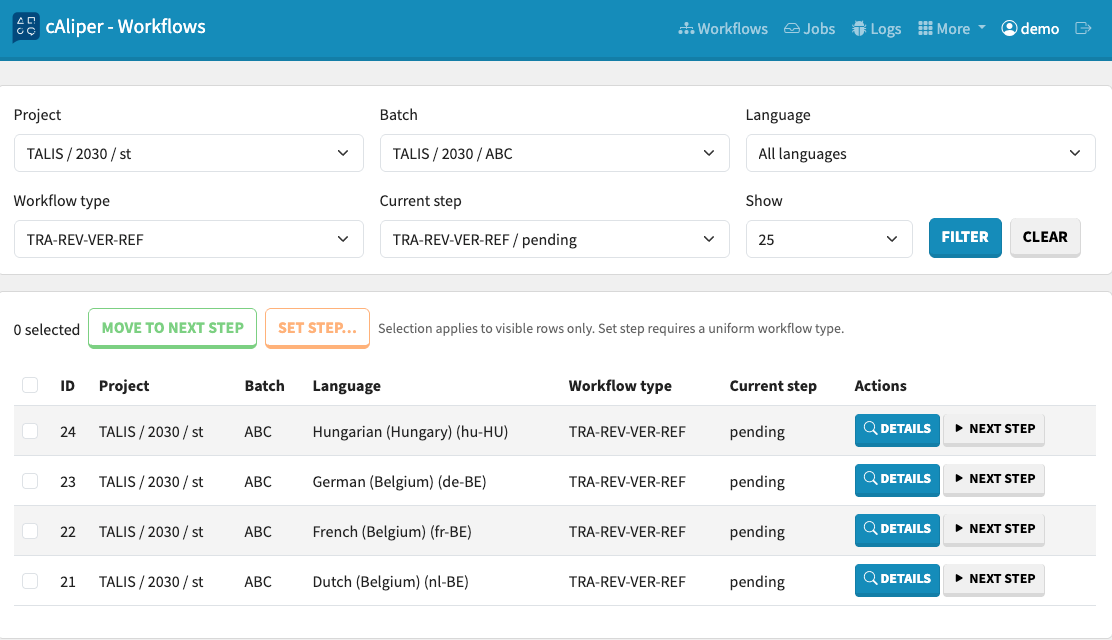 cAliper - Workflows
Workflows Jobs Logs More demo
Project Batch Language
TALIS / 2030 / st TALIS / 2030 / ABC All languages
Workflow type Current step Show
TRA-REV-VER-REF TRA-REV-VER-REF / pending 25 FILTER CLEAR
0 selected MOVE TO NEXT STEP SET STEP... Selection applies to visible rows only. Set step requires a uniform workflow type.
ID Project Batch Language Workflow type Current step Actions
24 TALIS / 2030 / st ABC Hungarian (Hungary) (hu-HU) TRA-REV-VER-REF pending DETAILS NEXT STEP
23 TALIS / 2030 / st ABC German (Belgium) (de-BE) TRA-REV-VER-REF pending DETAILS NEXT STEP
22 TALIS / 2030 / st ABC French (Belgium) (fr-BE) TRA-REV-VER-REF pending DETAILS NEXT STEP
21 TALIS / 2030 / st ABC Dutch (Belgium) (nl-BE) TRA-REV-VER-REF pending DETAILS NEXT STEP